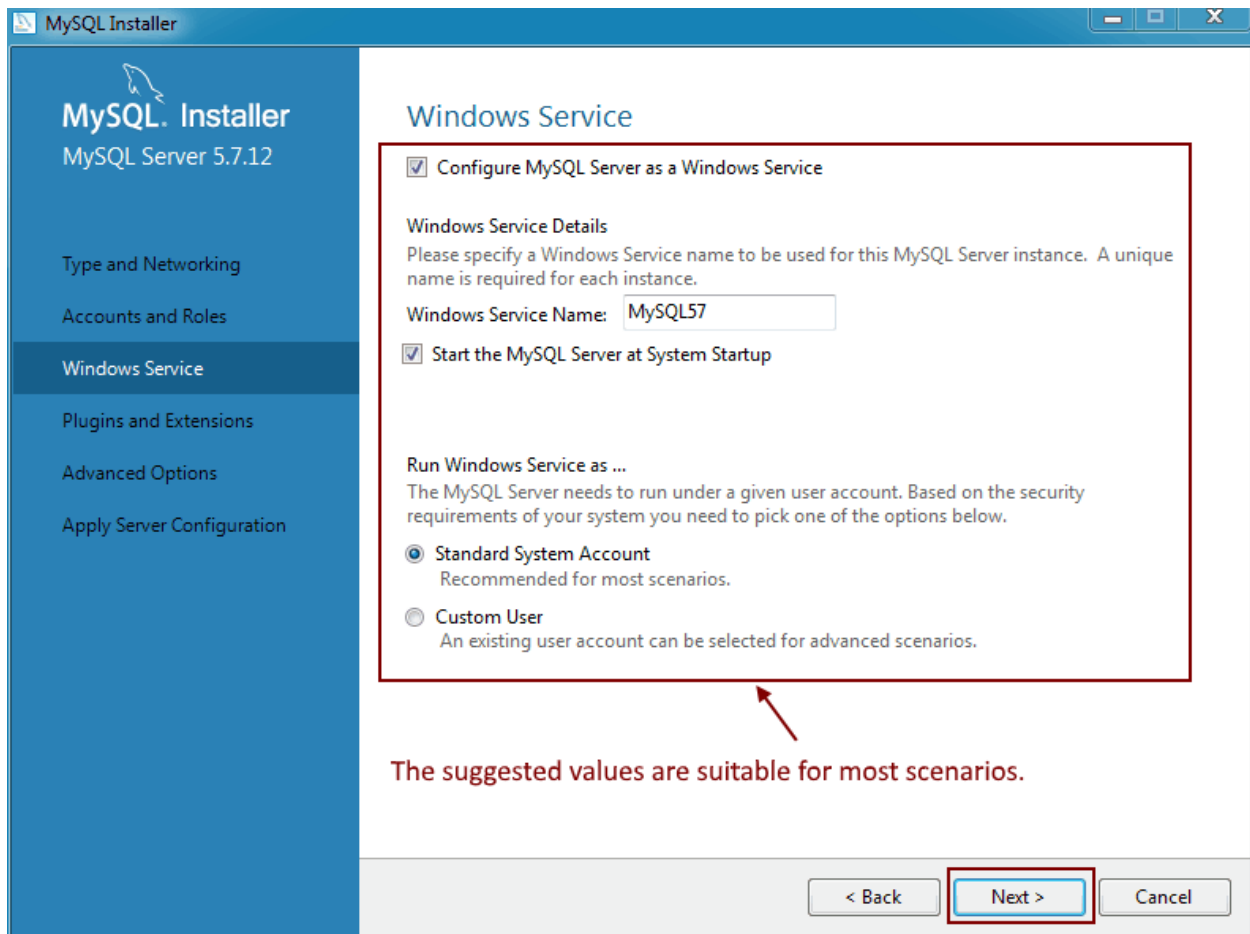 MySQL Installer
MySQL. Installer
MySQL Server 5.7.12
Type and Networking
Accounts and Roles
Windows Service
Plugins and Extensions
Advanced Options
Apply Server Configuration
Windows Service
Configure MySQL Server as a Windows Service
Windows Service Details
Please specify a Windows Service name to be used for this MySQL Server instance.  A unique
name is required for each instance.
Windows Service Name: MySQL57
Start the MySQL Server at System Startup
Run Windows Service as ...
The MySQL Server needs to run under a given user account. Based on the security
requirements of your system you need to pick one of the options below.
Standard System Account
Recommended for most scenarios.
Custom User
An existing user account can be selected for advanced scenarios.
The suggested values are suitable for most scenarios.
< Back Next > Cancel